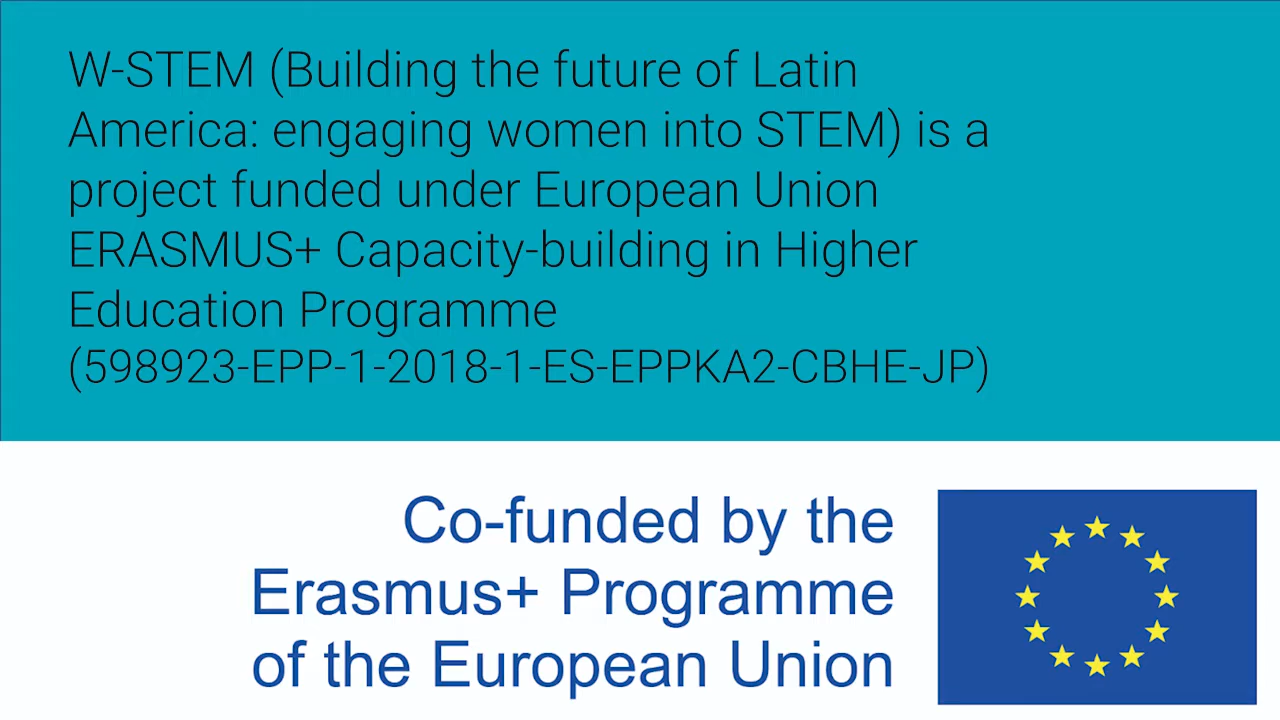 W-STEM (Building the future of Latin
America: engaging women into STEM) is a
project funded under European Union
ERASMUS+ Capacity-building in Higher
Education Programme
(598923-EPP-1-2018-1-ES-EPPKA2-CBHE-JP)
Co-funded by the
Erasmus+ Programme
of the European Union